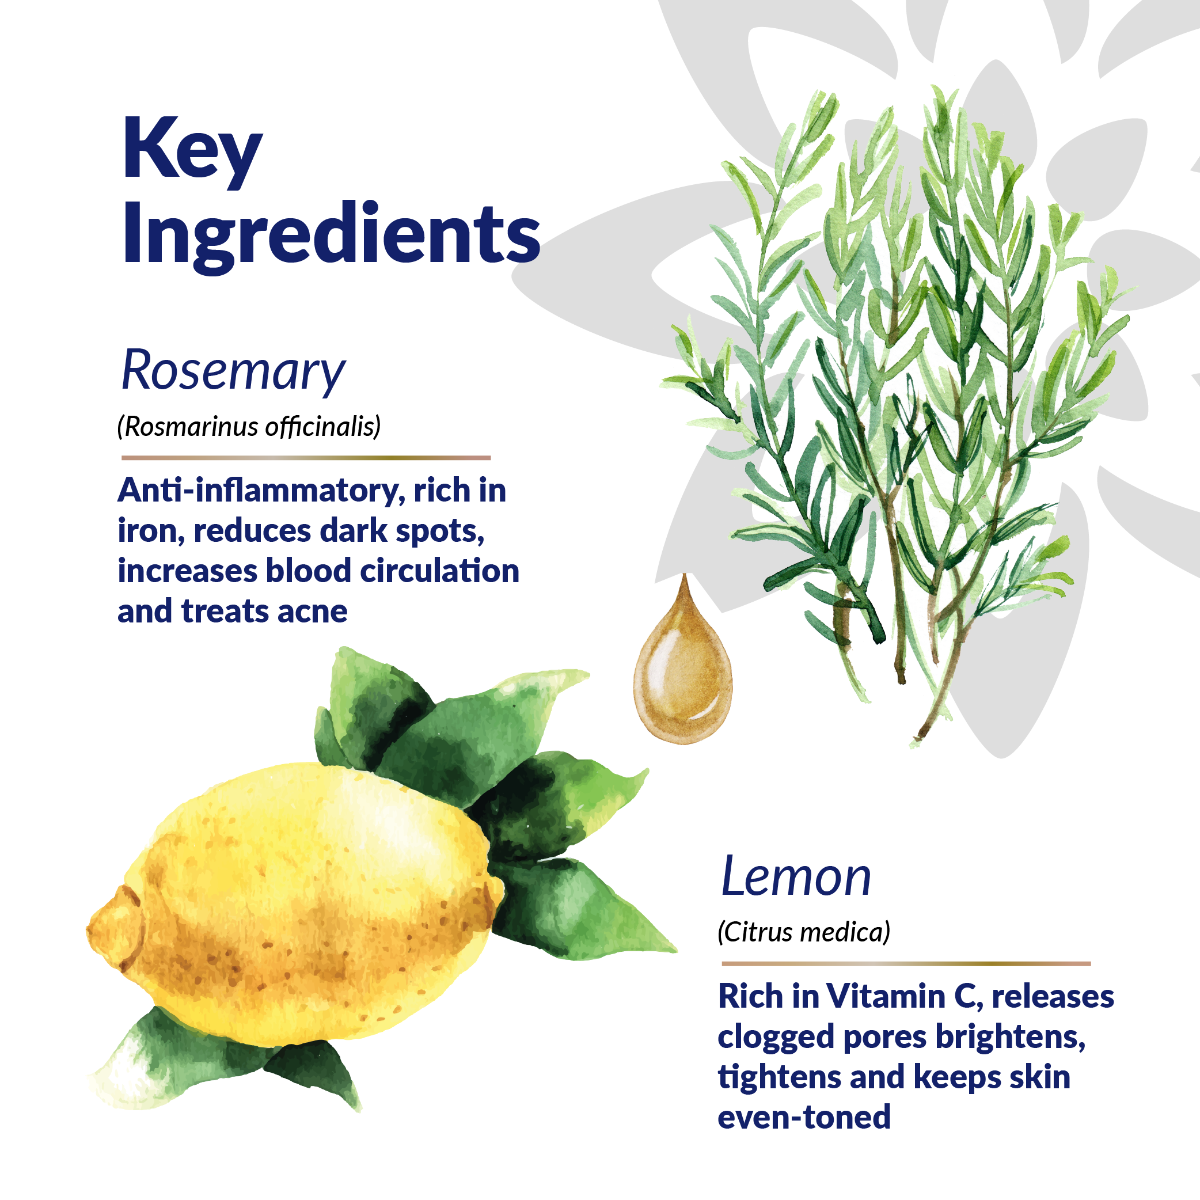 Key
Ingredients
Rosemary
(Rosmarinus officinalis)
Anti-inflammatory, rich in
iron, reduces dark spots,
increases blood circulation
and treats acne
Lemon
(Citrus medica)
Rich in Vitamin C, releases
clogged pores brightens,
tightens and keeps skin
even-toned